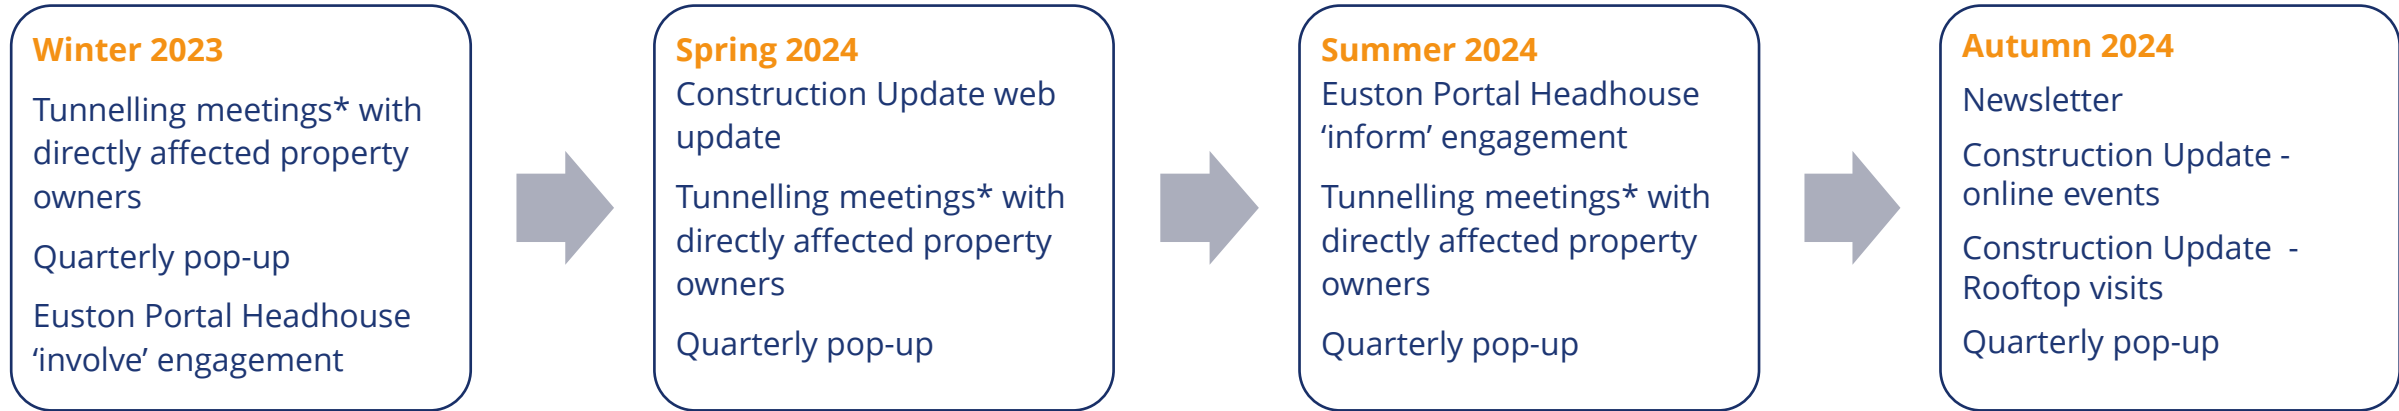 Winter 2023
Tunnelling meetings* with
directly affected property
owners
Quarterly pop-up
Euston Portal Headhouse
‘involve’ engagement
Spring 2024
Construction Update web
update
Tunnelling meetings* with
directly affected property
owners
Quarterly pop-up
Summer 2024
Euston Portal Headhouse
‘inform’ engagement
Tunnelling meetings* with
directly affected property
owners
Quarterly pop-up
Autumn 2024
Newsletter
Construction Update -
online events
Construction Update  -
Rooftop visits
Quarterly pop-up